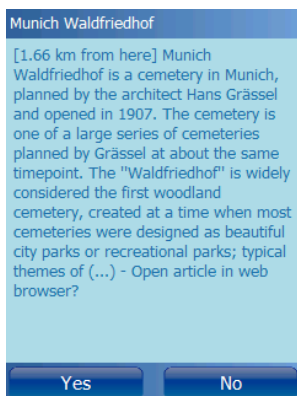 Munich Waldfriedhof
[1.66 km from here] Munich
Waldfriedhof is a cemetery in Munich,
planned by the architect Hans Grässel
and opened in 1907. The cemetery is
one of a large series of cemeteries
planned by Grässel at about the same
timepoint. The "Waldfriedhof" is widely
considered the first woodland
cemetery, created at a time when most
cemeteries were designed as beautiful
city parks or recreational parks; typical
themes of (...) - Open article in web
browser?
Yes No